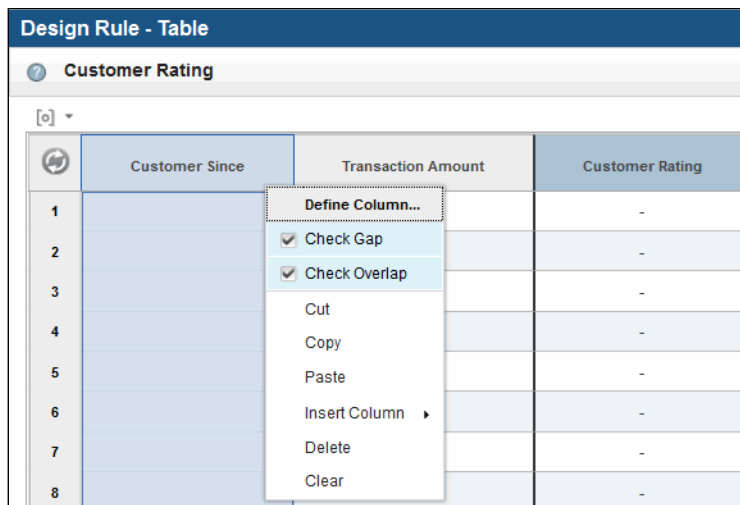 Design Rule - Table
Customer Rating
[o]
Customer Since Transaction Amount Customer Rating
Define Column...
1 -
Check Gap
2 -
Check Overlap
3 -
Cut
4 -
Copy
5 Paste -
6 Insert Column -
7 Delete -
Clear
8 -